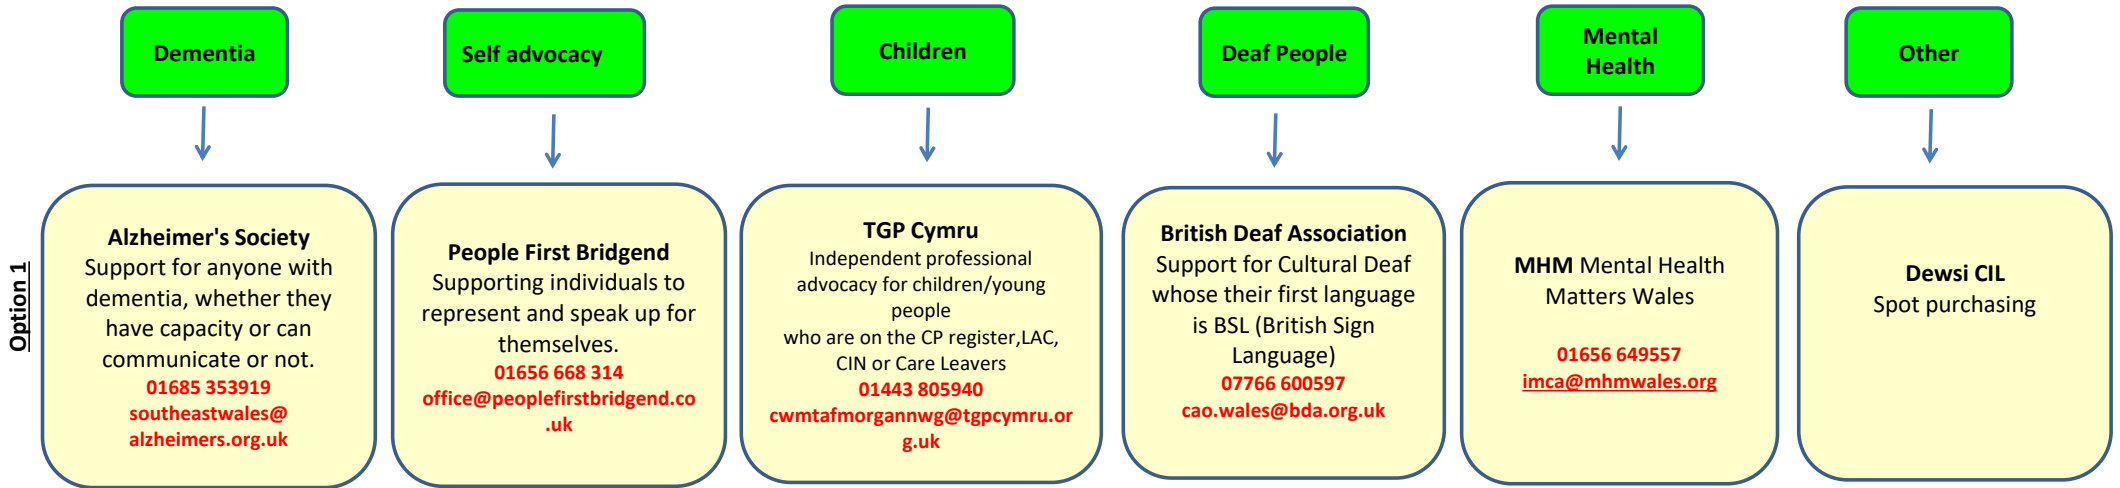 Dementia
Self advocacy
Children
Deaf People
Mental
Health
Other
Option 1
Alzheimer's Society
Support for anyone with
dementia, whether they
have capacity or can
communicate or not.
01685 353919
southeastwales@
alzheimers.org.uk
People First Bridgend
Supporting individuals to
represent and speak up for
themselves.
01656 668 314
office@peoplefirstbridgend.co
.uk
TGP Cymru
Independent professional
advocacy for children/young
people
who are on the CP register,LAC,
CIN or Care Leavers
01443 805940
cwmtafmorgannwg@tgpcymru.or
g.uk
British Deaf Association
Support for Cultural Deaf
whose their first language
is BSL (British Sign
Language)
07766 600597
cao.wales@bda.org.uk
MHM Mental Health
Matters Wales
01656 649557
imca@mhmwales.org
Dewsi CIL
Spot purchasing